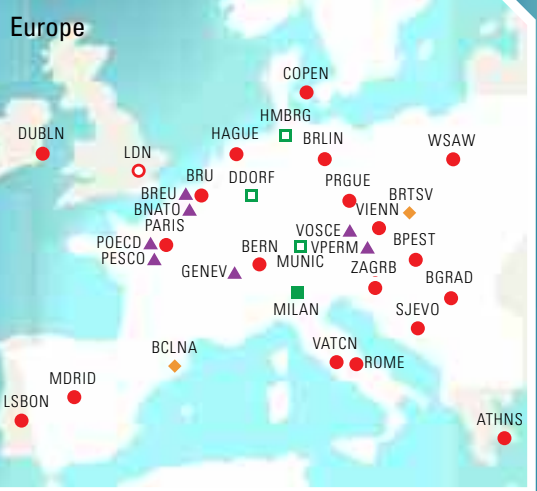 Europe
COPEN
HMBRG
DUBLN
HAGUE
BRLIN
WSAW
LDN
BRU
DDORF
PRGUE
BREU
BRTSV
BNATO
VIENN
PARIS
VOSCE
POECD
BERN
VPERM
BPEST
PESCO
MUNIC
GENEV
ZAGRB
BGRAD
MILAN
SJEVO
BCLNA
VATCN
ROME
MDRID
LSBON
ATHNS